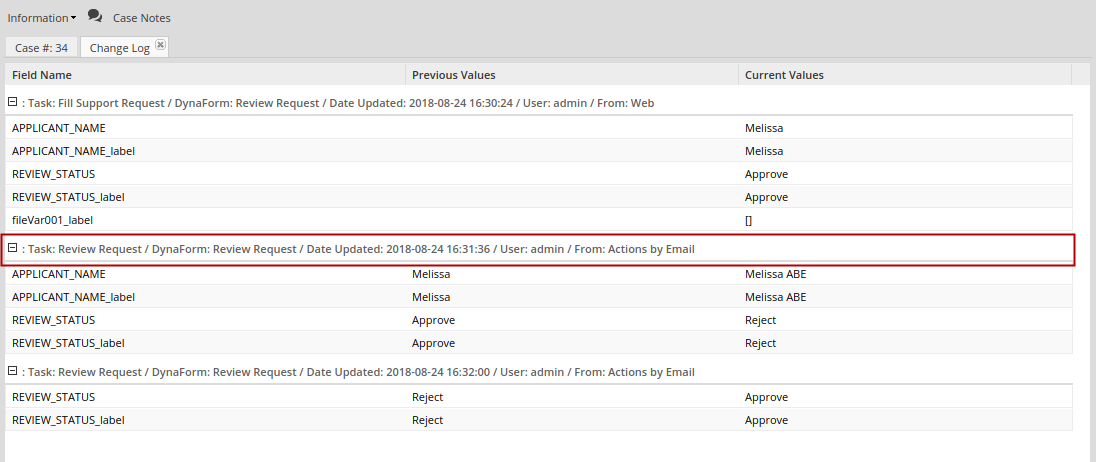 Information Case Notes
Case #: 34 Change Log
Field Name Previous Values Current Values
: Task: Fill Support Request / DynaForm: Review Request / Date Updated: 2018-08-24 16:30:24 / User: admin / From: Web
APPLICANT_NAME Melissa
APPLICANT_NAME_label Melissa
REVIEW_STATUS Approve
REVIEW_STATUS_label Approve
fileVar001_label []
: Task: Review Request / DynaForm: Review Request / Date Updated: 2018-08-24 16:31:36 / User: admin / From: Actions by Email
APPLICANT_NAME Melissa Melissa ABE
APPLICANT_NAME_label Melissa Melissa ABE
REVIEW_STATUS Approve Reject
REVIEW_STATUS_label Approve Reject
: Task: Review Request / DynaForm: Review Request / Date Updated: 2018-08-24 16:32:00 / User: admin / From: Actions by Email
REVIEW_STATUS Reject Approve
REVIEW_STATUS_label Reject Approve